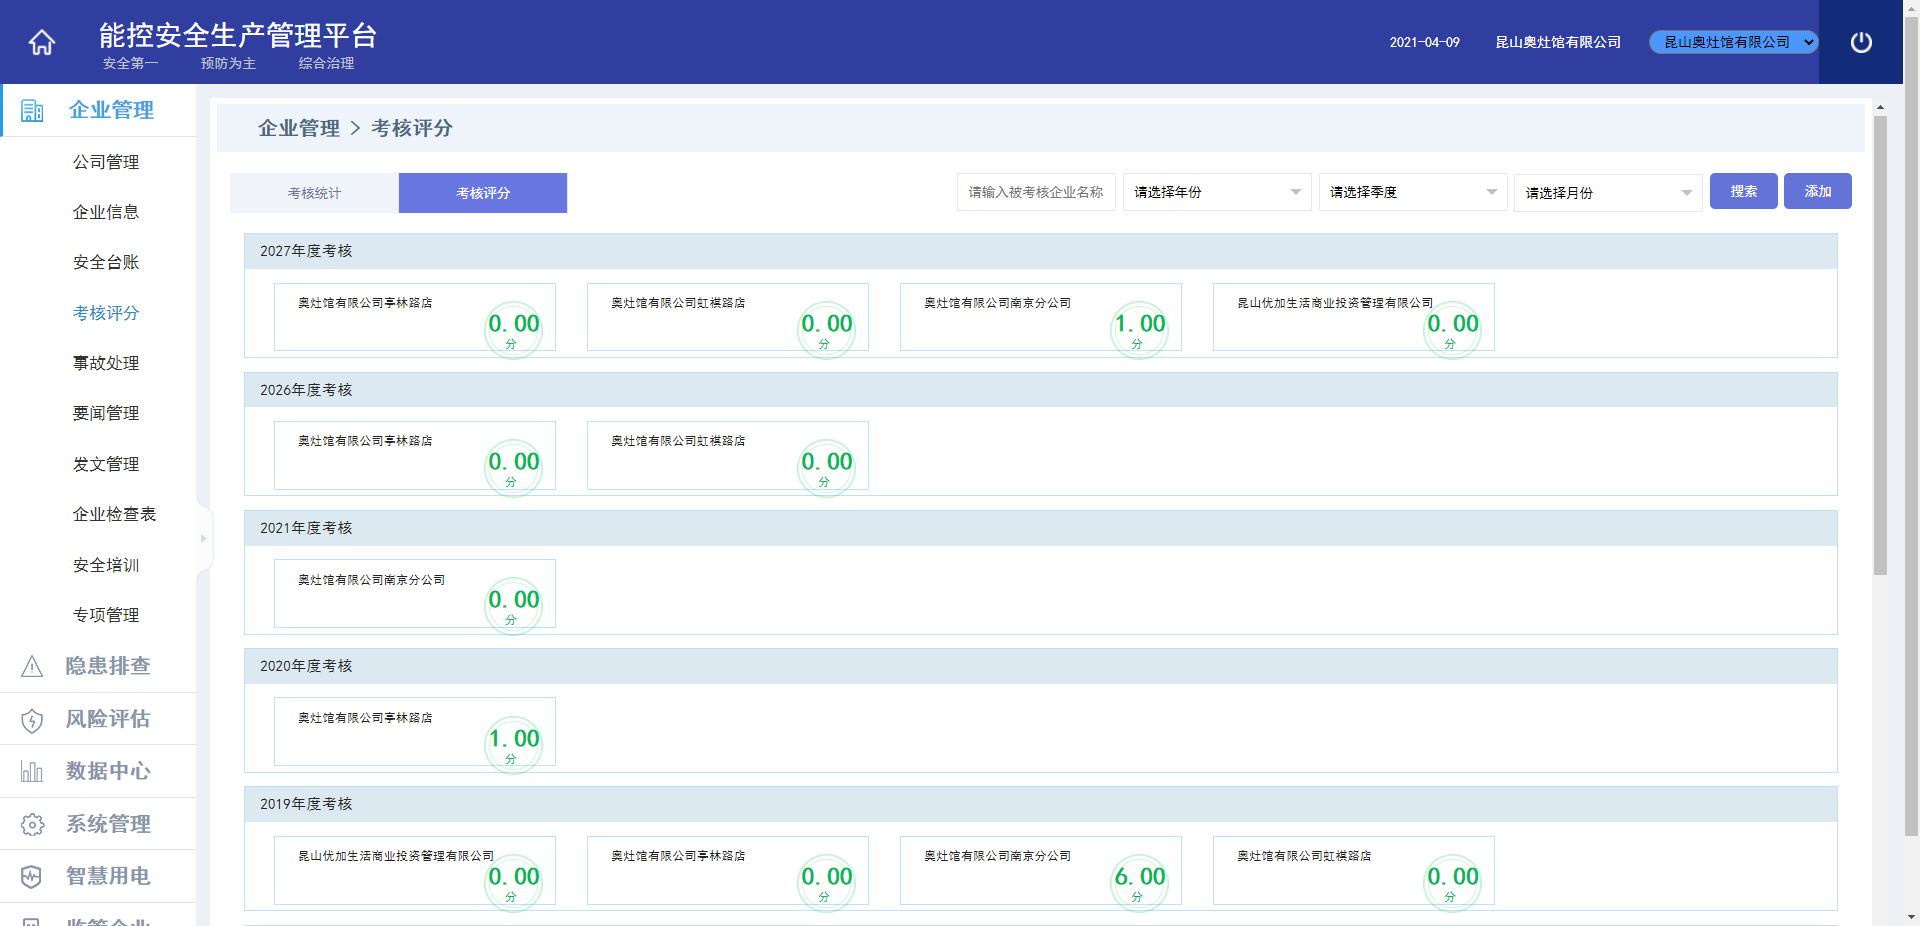 能控安全生产管理平台
安全第一 预防为主 综合治理
2021-04-09 昆山奥灶馆有限公司 昆山奥灶馆有限公司
企业管理
公司管理
企业信息
安全台账
考核评分
事故处理
要闻管理
发文管理
企业检查表
安全培训
专项管理
隐患排查
风险评估
数据中心
系统管理
智慧用电
监管企业
企业管理 > 考核评分
考核统计 考核评分 请输入被考核企业名称 请选择年份 请选择季度 请选择月份 搜索 添加
2027年度考核
奥灶馆有限公司亭林路店 0.00 分
奥灶馆有限公司虹祺路店 0.00 分
奥灶馆有限公司南京分公司 1.00 分
昆山优加生活商业投资管理有限公司 0.00 分
2026年度考核
奥灶馆有限公司亭林路店 0.00 分
奥灶馆有限公司虹祺路店 0.00 分
2021年度考核
奥灶馆有限公司南京分公司 0.00 分
2020年度考核
奥灶馆有限公司亭林路店 1.00 分
2019年度考核
昆山优加生活商业投资管理有限公司 0.00 分
奥灶馆有限公司亭林路店 0.00 分
奥灶馆有限公司南京分公司 6.00 分
奥灶馆有限公司虹祺路店 0.00 分